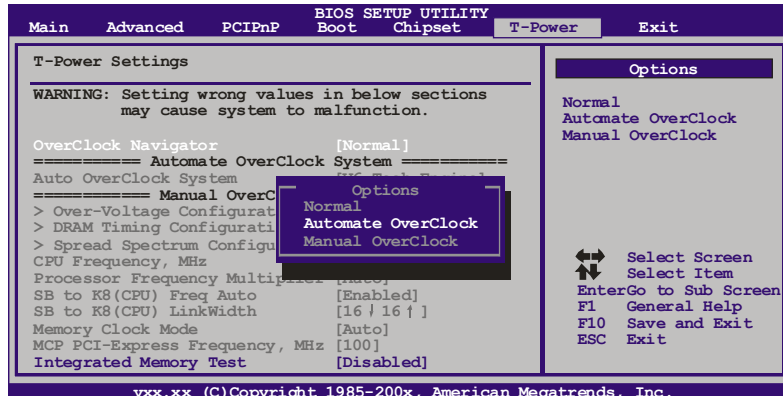 BIOS SETUP UTILITY
Main Advanced PCIPnP Boot Chipset T-Power Exit
T-Power Settings
WARNING: Setting wrong values in below sections
may cause system to malfunction.
OverClock Navigator [Normal]
=========== Automate OverClock System ===========
Auto OverClock System
============ Manual OverC
> Over-Voltage Configurat
> DRAM Timing Configurati
> Spread Spectrum Configu
CPU Frequency, MHz
Processor Frequency Multiplier [Auto]
SB to K8(CPU) Freq Auto [Enabled]
SB to K8(CPU) LinkWidth [16 ↓ 16 ↑]
Memory Clock Mode [Auto]
MCP PCI-Express Frequency, MHz [100]
Integrated Memory Test [Disabled]
Options
Normal
Automate OverClock
Manual OverClock
Options
Normal
Automate OverClock
Manual OverClock
Select Screen
Select Item
EnterGo to Sub Screen
F1 General Help
F10 Save and Exit
ESC Exit
vxx.xx (C)Copyright 1985-200x, American Megatrends, Inc.